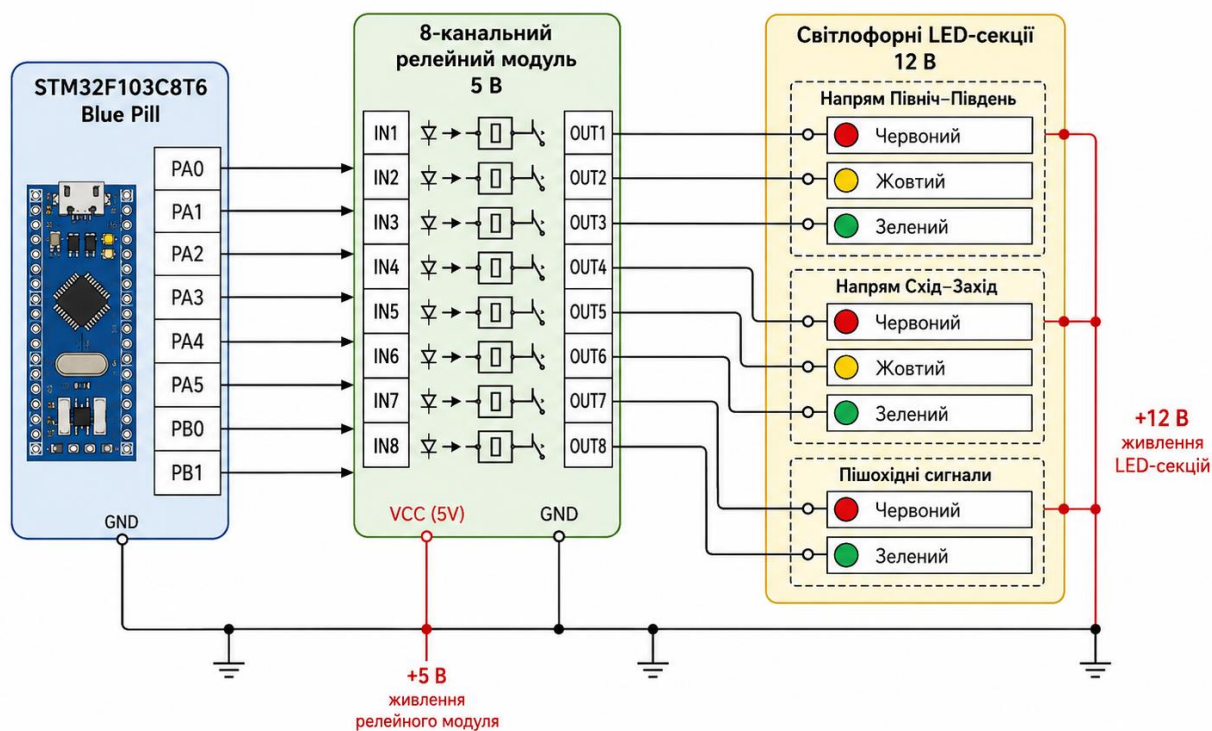 STM32F103C8T6
Blue Pill
PA0
PA1
PA2
PA3
PA4
PA5
PB0
PB1
GND
8-канальний
релейний модуль
5 В
IN1
IN2
IN3
IN4
IN5
IN6
IN7
IN8
OUT1
OUT2
OUT3
OUT4
OUT5
OUT6
OUT7
OUT8
VCC (5V)
GND
+5 В
живлення
релейного модуля
Світлофорні LED-секції
12 В
Напрям Північ–Південь
Червоний
Жовтий
Зелений
Напрям Схід–Захід
Червоний
Жовтий
Зелений
Пішохідні сигнали
Червоний
Зелений
+12 В
живлення
LED-секцій